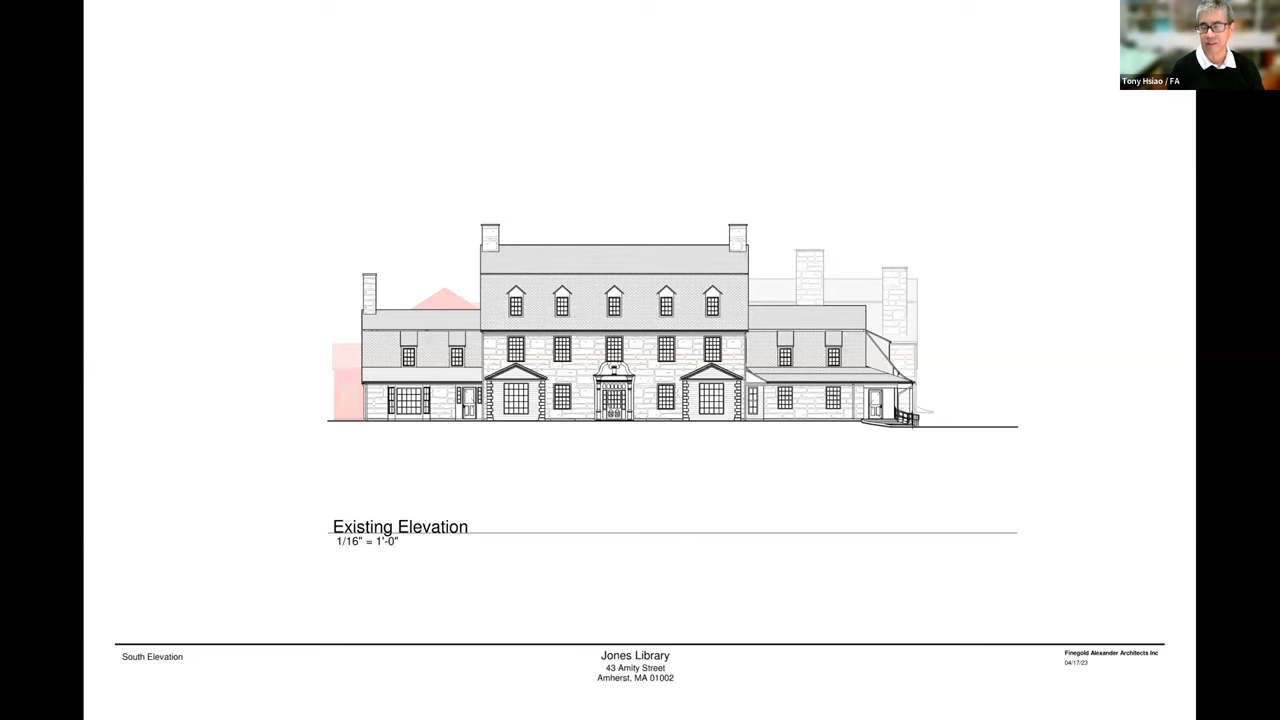 Tony Hsiao / FA
Existing Elevation
1/16" = 1'-0"
South Elevation
Jones Library
43 Amity Street
Amherst, MA 01002
Finegold Alexander Architects Inc
04/17/23